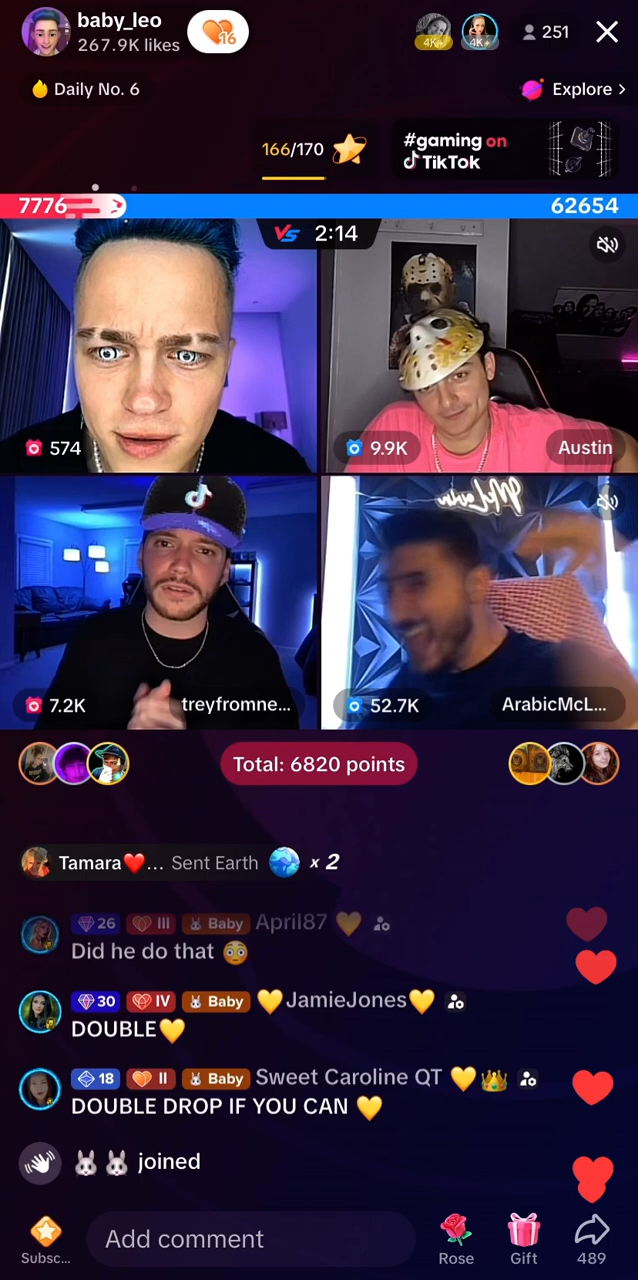 baby_leo
267.9K likes
16
4K+
4K+
251
Daily No. 6
Explore
166/170
#gaming on
TikTok
7776
62654
VS 2:14
574
9.9K
Austin
7.2K
treyfromne...
52.7K
ArabicMcL...
Total: 6820 points
Tamara❤️... Sent Earth x 2
26 III Baby April87 💛
Did he do that 😳
30 IV Baby 💛JamieJones💛
DOUBLE💛
18 II Baby Sweet Caroline QT 💛👑
DOUBLE DROP IF YOU CAN 💛
🐰🐰 joined
Subsc...
Add comment
Rose
Gift
489